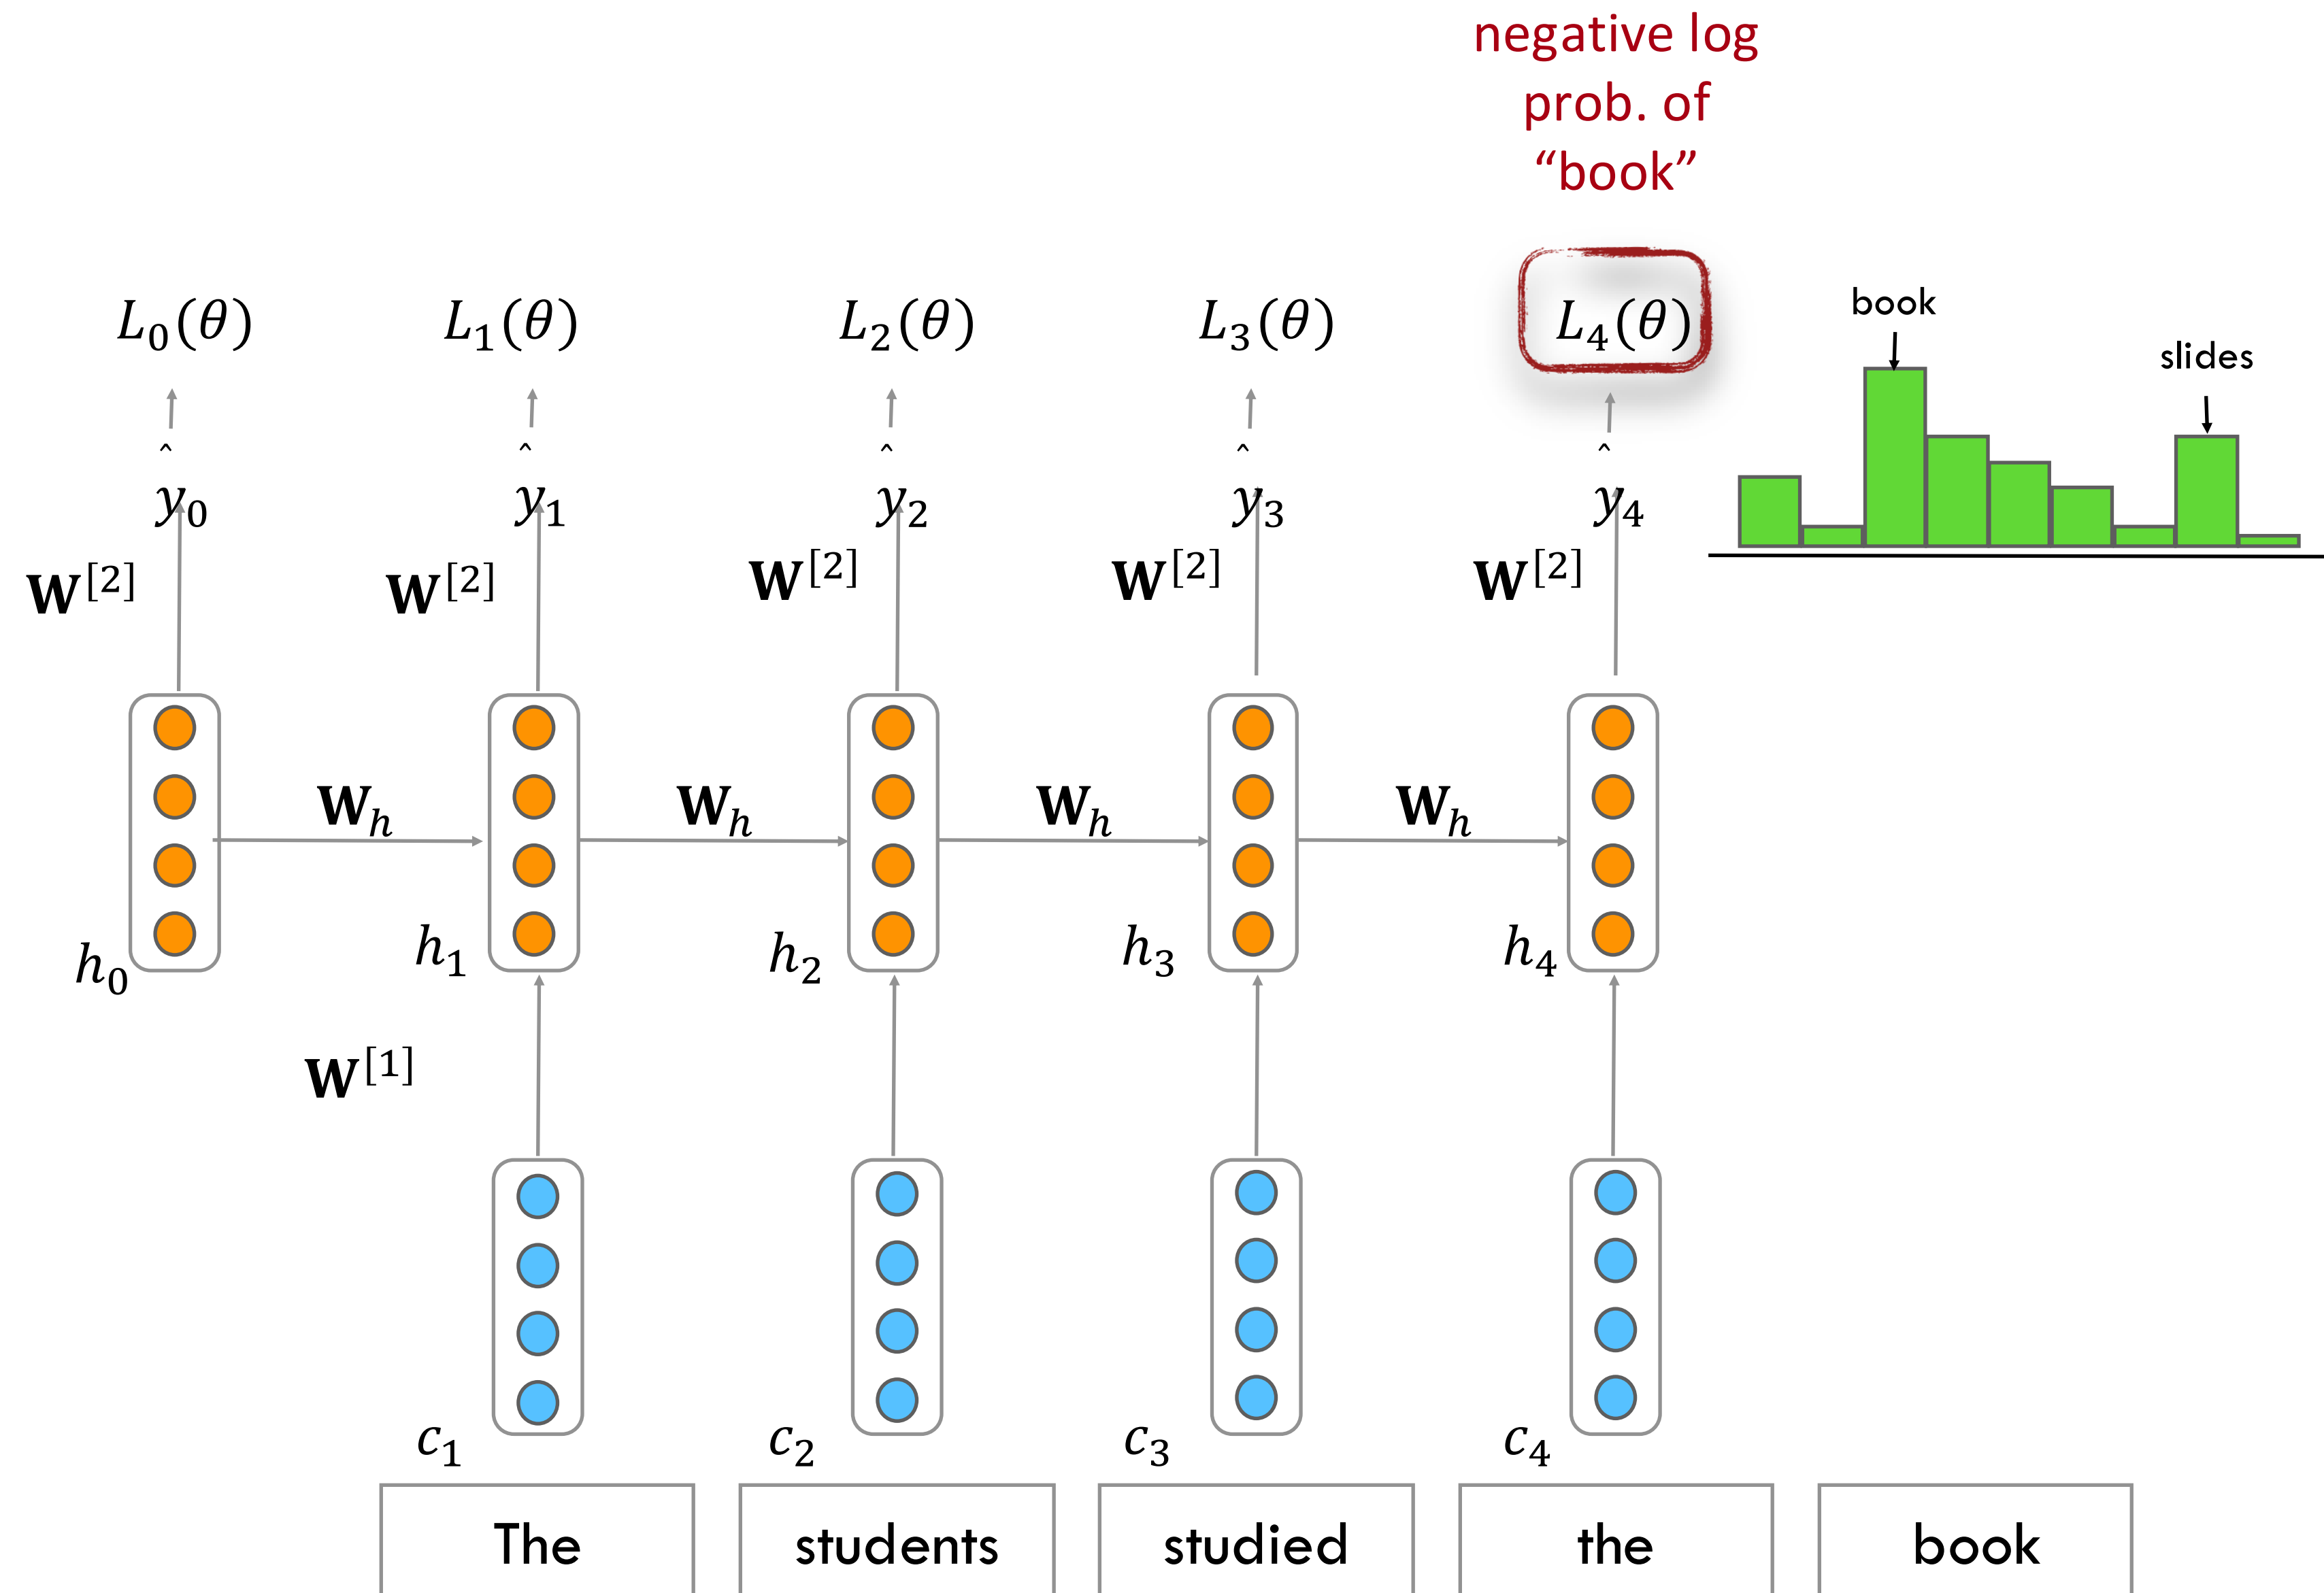 negative log
prob. of
“book”
L₀(θ) L₁(θ) L₂(θ) L₃(θ) L₄(θ)
book
slides
ŷ₀ ŷ₁ ŷ₂ ŷ₃ ŷ₄
W[2] W[2] W[2] W[2] W[2]
Wₕ Wₕ Wₕ Wₕ
h₀ h₁ h₂ h₃ h₄
W[1]
c₁ c₂ c₃ c₄
The students studied the book